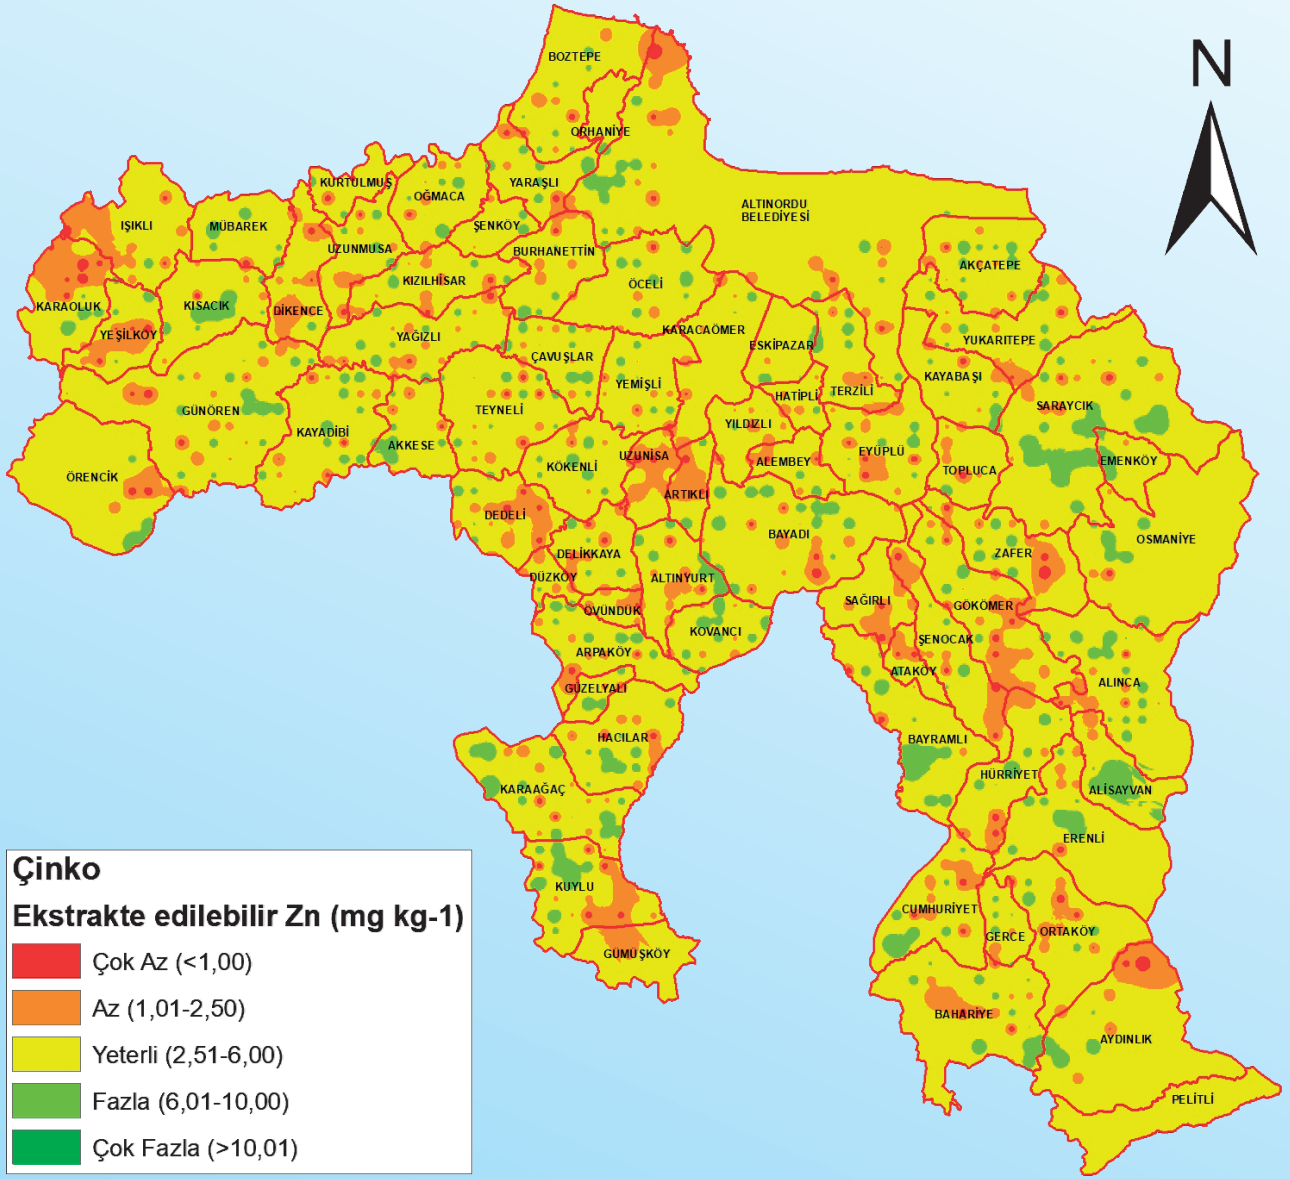 N
BOZTEPE
ORHANİYE
YARAŞLI
KURTULMUŞ
OĞMACA
ALTINORDU
BELEDİYESİ
IŞIKLI
MÜBAREK
ŞENKÖY
UZUNMUSA
BURHANETTİN
AKÇATEPE
KIZILHİSAR
ÖCELİ
KARAOLUK
KISACIK
DİKENCE
YEŞİLKÖY
YAĞIZLI
KARACAÖMER
ESKİPAZAR
YUKARITEPE
ÇAVUŞLAR
YEMİŞLİ
KAYABAŞI
HATİPLİ
TERZİLİ
SARAYCIK
GÜNÖREN
TEYNELİ
YILDIZLI
KAYADİBİ
AKKESE
UZUNİSA
EYÜPLÜ
ALEMBEY
EMENKÖY
KÖKENLİ
TOPLUCA
ÖRENCİK
ARTIKLI
DEDELİ
BAYADI
OSMANİYE
DELİKKAYA
ZAFER
DÜZKÖY
ALTINYURT
SAĞIRLI
GÖKÖMER
ÖVÜNDÜK
KOVANCI
ŞENOCAK
ARPAKÖY
ATAKÖY
ALINCA
GÜZELYALI
HACILAR
BAYRAMLI
HÜRRİYET
KARAAĞAÇ
ALİSAYVAN
ERENLİ
KUYLU
CUMHURİYET
GERCE
ORTAKÖY
GÜMÜŞKÖY
BAHARİYE
AYDINLIK
PELİTLİ
Çinko
Ekstrakte edilebilir Zn (mg kg-1)
Çok Az (<1,00)
Az (1,01-2,50)
Yeterli (2,51-6,00)
Fazla (6,01-10,00)
Çok Fazla (>10,01)